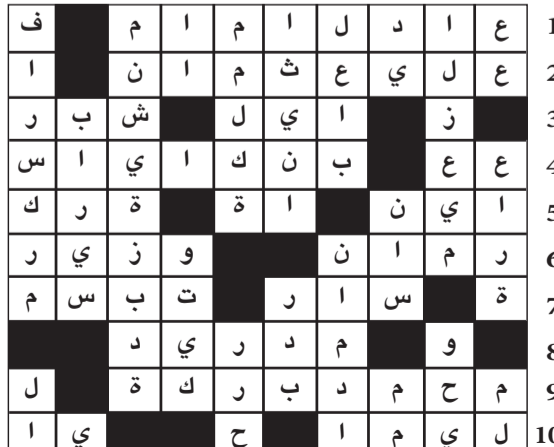 1 ع ا د ل ا م ا م ف
2 ع ل ي ع ث م ا ن ا
3 ز ا ي ل ش ب ر
4 ع ع ب ن ك ا ي ا س
5 ا ي ن ا ة ة ر ك
6 ر م ا ن و ز ي ر
7 ة س ا ر ت ب س م
8 و م د ر ي د
9 م ح م د ب ر ك ة ل
10 ل ي م ا ح ي ا